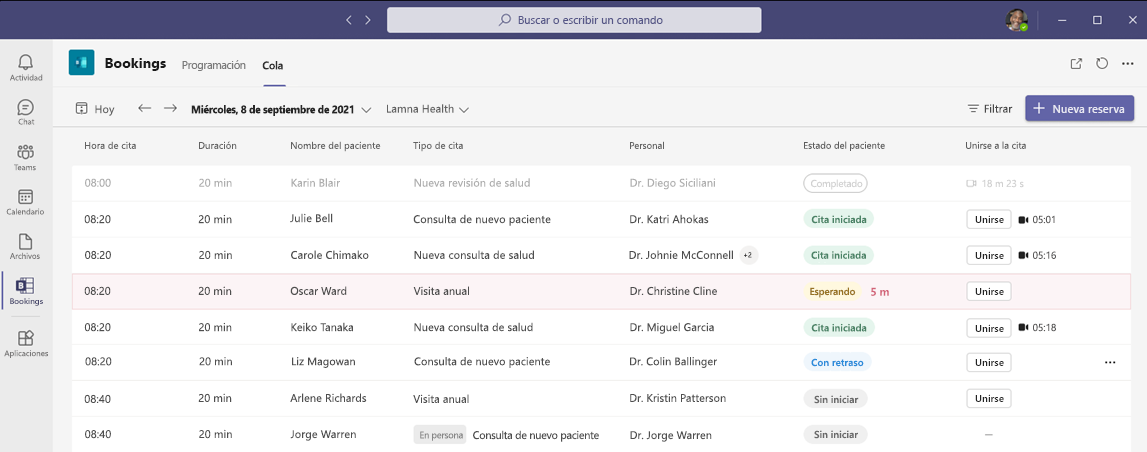 Buscar o escribir un comando
Bookings Programación Cola
Actividad
Chat
Teams
Calendario
Archivos
Bookings
Aplicaciones
Hoy Miércoles, 8 de septiembre de 2021 Lamna Health Filtrar + Nueva reserva
Hora de cita Duración Nombre del paciente Tipo de cita Personal Estado del paciente Unirse a la cita
08:00 20 min Karin Blair Nueva revisión de salud Dr. Diego Siciliani Completado 18 m 23 s
08:20 20 min Julie Bell Consulta de nuevo paciente Dr. Katri Ahokas Cita iniciada Unirse 05:01
08:20 20 min Carole Chimako Nueva consulta de salud Dr. Johnie McConnell +2 Cita iniciada Unirse 05:16
08:20 20 min Oscar Ward Visita anual Dr. Christine Cline Esperando 5 m Unirse
08:20 20 min Keiko Tanaka Nueva consulta de salud Dr. Miguel Garcia Cita iniciada Unirse 05:18
08:20 20 min Liz Magowan Consulta de nuevo paciente Dr. Colin Ballinger Con retraso Unirse ...
08:40 20 min Arlene Richards Visita anual Dr. Kristin Patterson Sin iniciar Unirse
08:40 20 min Jorge Warren En persona Consulta de nuevo paciente Dr. Jorge Warren Sin iniciar —